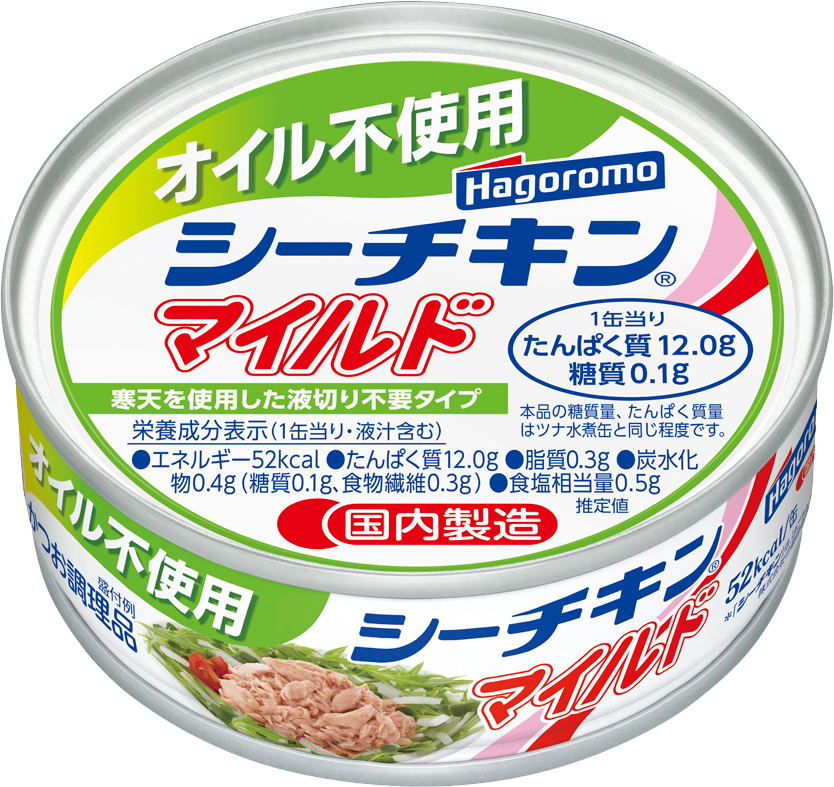 オイル不使用
Hagoromo
シーチキン®
マイルド
1缶当り
たんぱく質12.0g
糖質0.1g
寒天を使用した液切り不要タイプ
本品の糖質量、たんぱく質量
はツナ水煮缶と同じ程度です。
栄養成分表示(1缶当り・液汁含む)
●エネルギー52kcal ●たんぱく質12.0g ●脂質0.3g ●炭水化
物0.4g(糖質0.1g、食物繊維0.3g) ●食塩相当量0.5g
推定値
国内製造
オイル不使用
かつお調理品
盛付例
シーチキン®
マイルド
Hagoromo
52kcal/缶